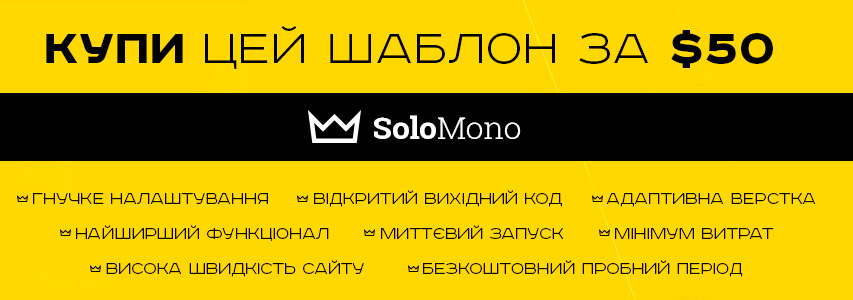 КУПИ ЦЕЙ ШАБЛОН ЗА $50
SoloMono
ГНУЧКЕ НАЛАШТУВАННЯ ВІДКРИТИЙ ВИХІДНИЙ КОД АДАПТИВНА ВЕРСТКА
НАЙШИРШИЙ ФУНКЦІОНАЛ МИТТЄВИЙ ЗАПУСК МІНІМУМ ВИТРАТ
ВИСОКА ШВИДКІСТЬ САЙТУ БЕЗКОШТОВНИЙ ПРОБНИЙ ПЕРІОД